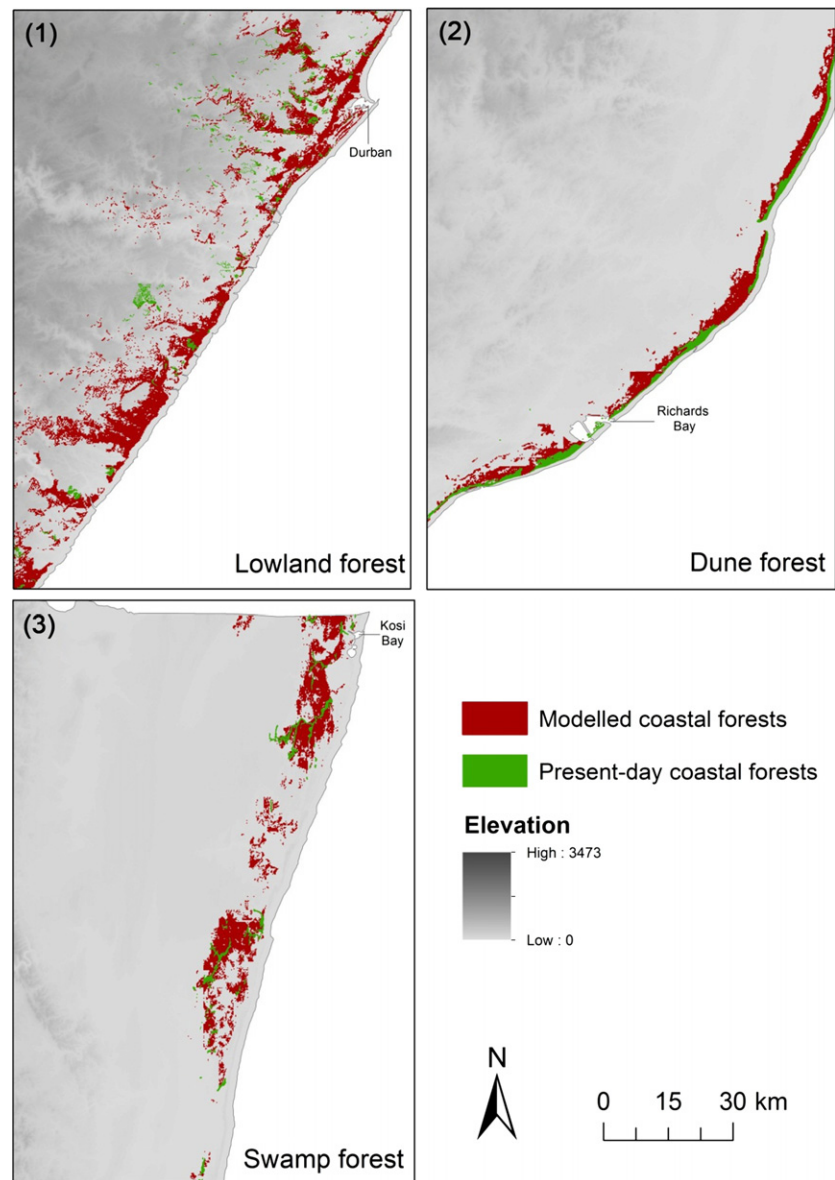 (1)
Durban
Lowland forest
(2)
Richards
Bay
Dune forest
(3)
Kosi
Bay
Swamp forest
Modelled coastal forests
Present-day coastal forests
Elevation
High : 3473
Low : 0
N
0 15 30 km